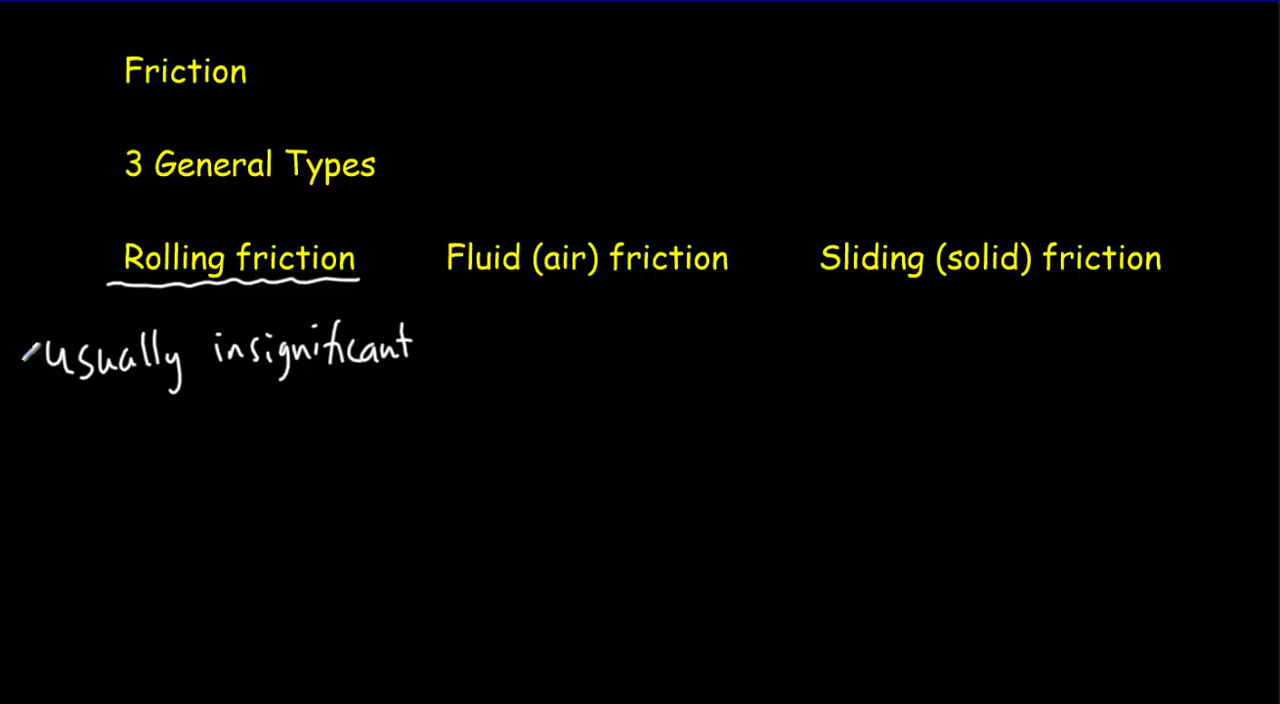 Friction
3 General Types
Rolling friction Fluid (air) friction Sliding (solid) friction
usually insignificant